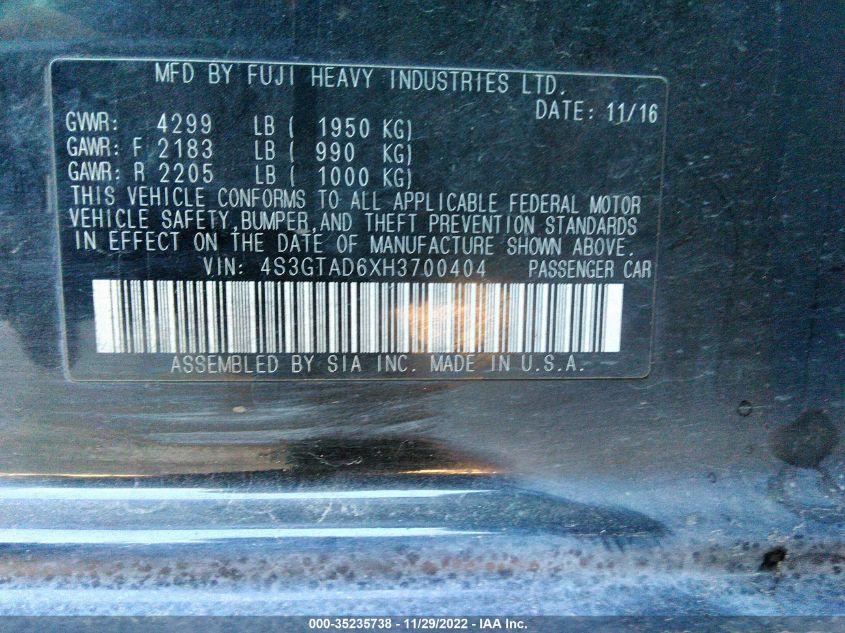 MFD BY FUJI HEAVY INDUSTRIES LTD.
DATE: 11/16
GVWR: 4299 LB ( 1950 KG)
GAWR: F 2183 LB ( 990 KG)
GAWR: R 2205 LB ( 1000 KG)
THIS VEHICLE CONFORMS TO ALL APPLICABLE FEDERAL MOTOR
VEHICLE SAFETY,BUMPER,AND THEFT PREVENTION STANDARDS
IN EFFECT ON THE DATE OF MANUFACTURE SHOWN ABOVE.
VIN: 4S3GTAD6XH3700404 PASSENGER CAR
ASSEMBLED BY SIA INC. MADE IN U.S.A.
000-35235738 - 11/29/2022 - IAA Inc.